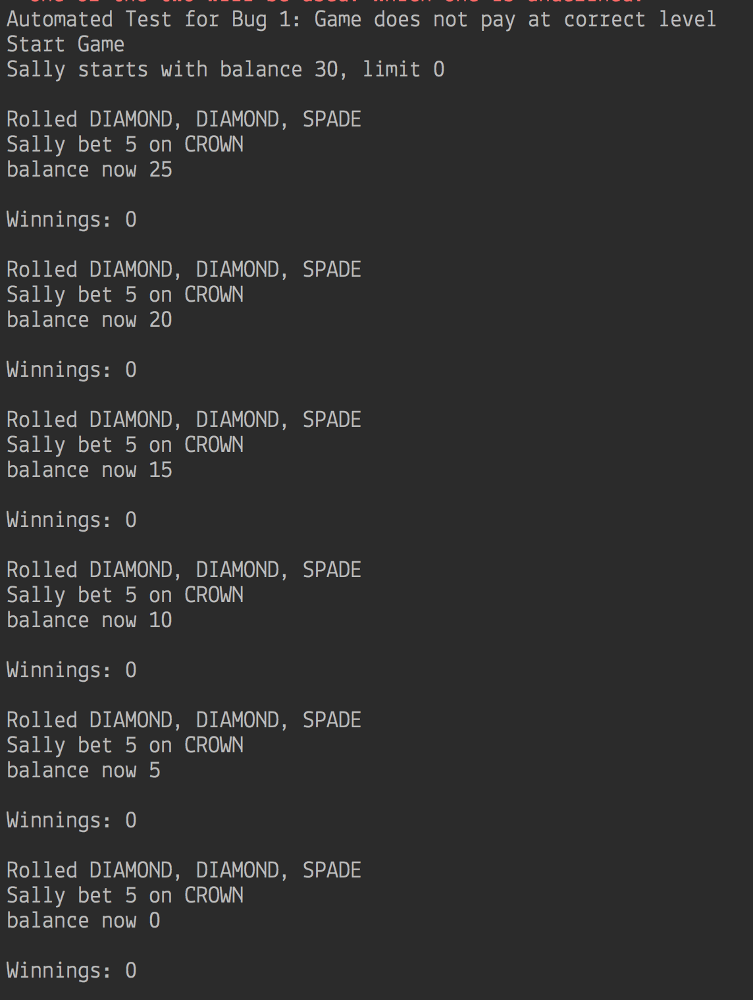 one of the two will be used. Which one is undefined.
Automated Test for Bug 1: Game does not pay at correct level
Start Game
Sally starts with balance 30, limit 0
Rolled DIAMOND, DIAMOND, SPADE
Sally bet 5 on CROWN
balance now 25
Winnings: 0
Rolled DIAMOND, DIAMOND, SPADE
Sally bet 5 on CROWN
balance now 20
Winnings: 0
Rolled DIAMOND, DIAMOND, SPADE
Sally bet 5 on CROWN
balance now 15
Winnings: 0
Rolled DIAMOND, DIAMOND, SPADE
Sally bet 5 on CROWN
balance now 10
Winnings: 0
Rolled DIAMOND, DIAMOND, SPADE
Sally bet 5 on CROWN
balance now 5
Winnings: 0
Rolled DIAMOND, DIAMOND, SPADE
Sally bet 5 on CROWN
balance now 0
Winnings: 0